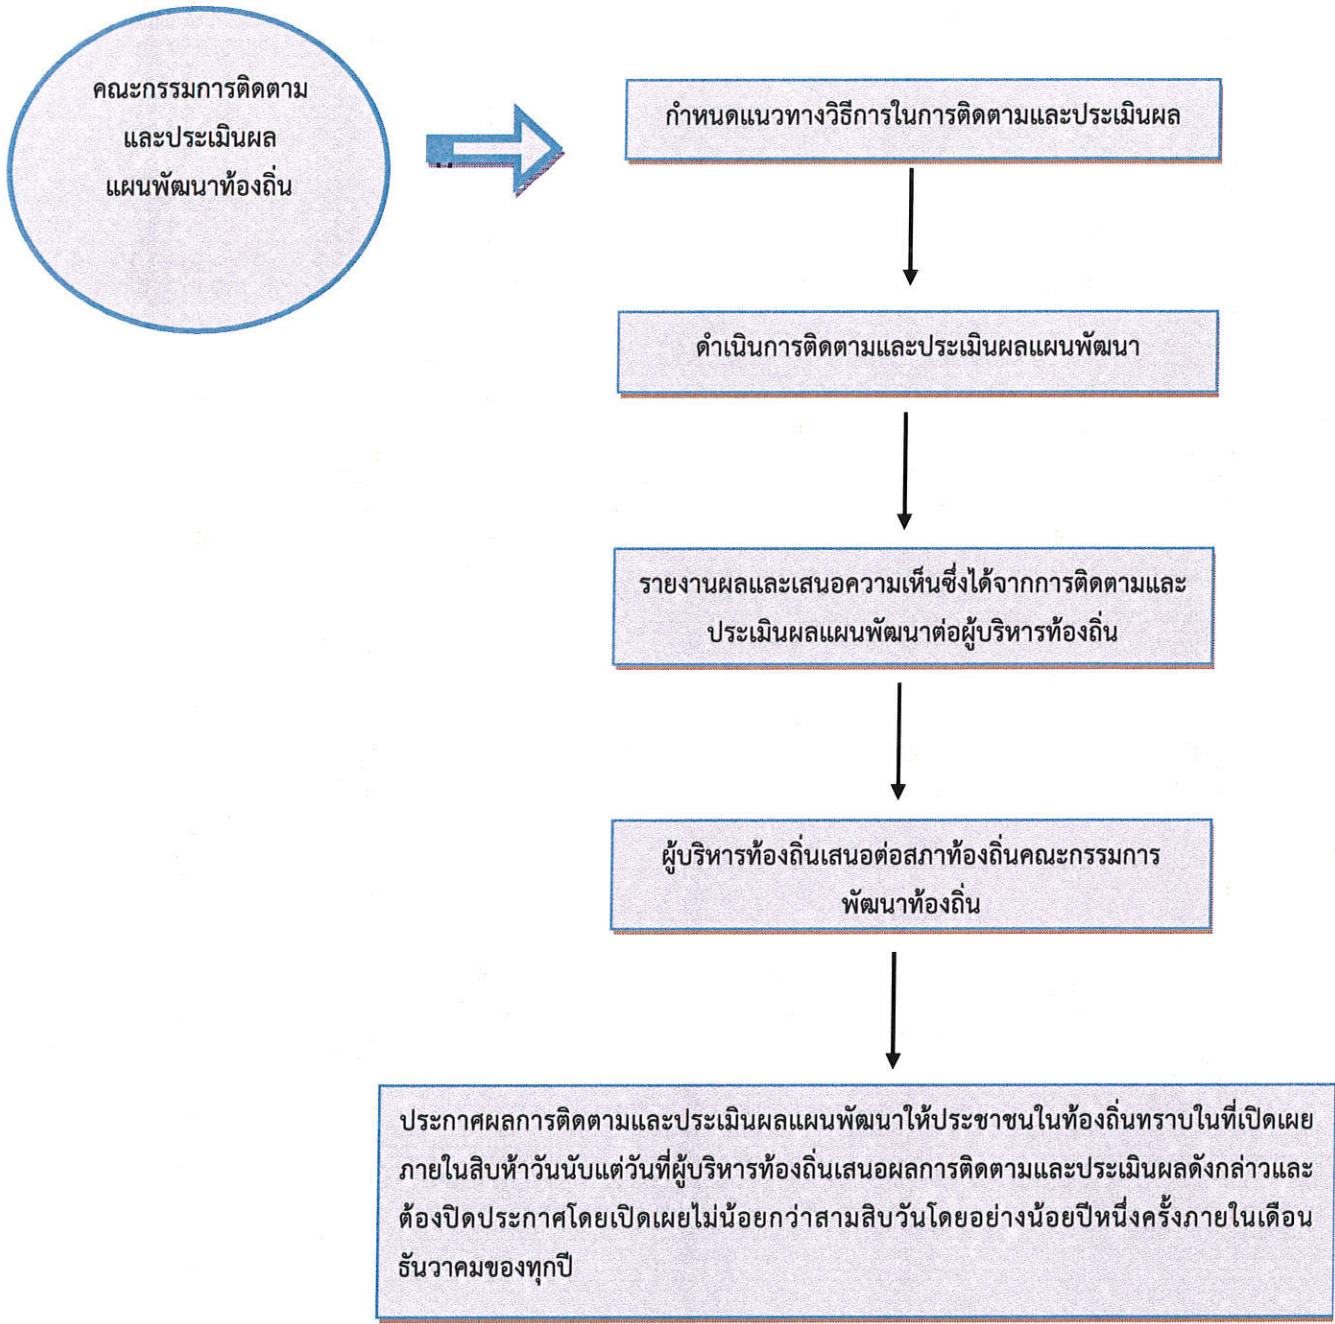 คณะกรรมการติดตาม
และประเมินผล
แผนพัฒนาท้องถิ่น
กำหนดแนวทางวิธีการในการติดตามและประเมินผล
ดำเนินการติดตามและประเมินผลแผนพัฒนา
รายงานผลและเสนอความเห็นซึ่งได้จากการติดตามและ
ประเมินผลแผนพัฒนาต่อผู้บริหารท้องถิ่น
ผู้บริหารท้องถิ่นเสนอต่อสภาท้องถิ่นคณะกรรมการ
พัฒนาท้องถิ่น
ประกาศผลการติดตามและประเมินผลแผนพัฒนาให้ประชาชนในท้องถิ่นทราบในที่เปิดเผย
ภายในสิบห้าวันนับแต่วันที่ผู้บริหารท้องถิ่นเสนอผลการติดตามและประเมินผลดังกล่าวและ
ต้องปิดประกาศโดยเปิดเผยไม่น้อยกว่าสามสิบวันโดยอย่างน้อยปีหนึ่งครั้งภายในเดือน
ธันวาคมของทุกปี